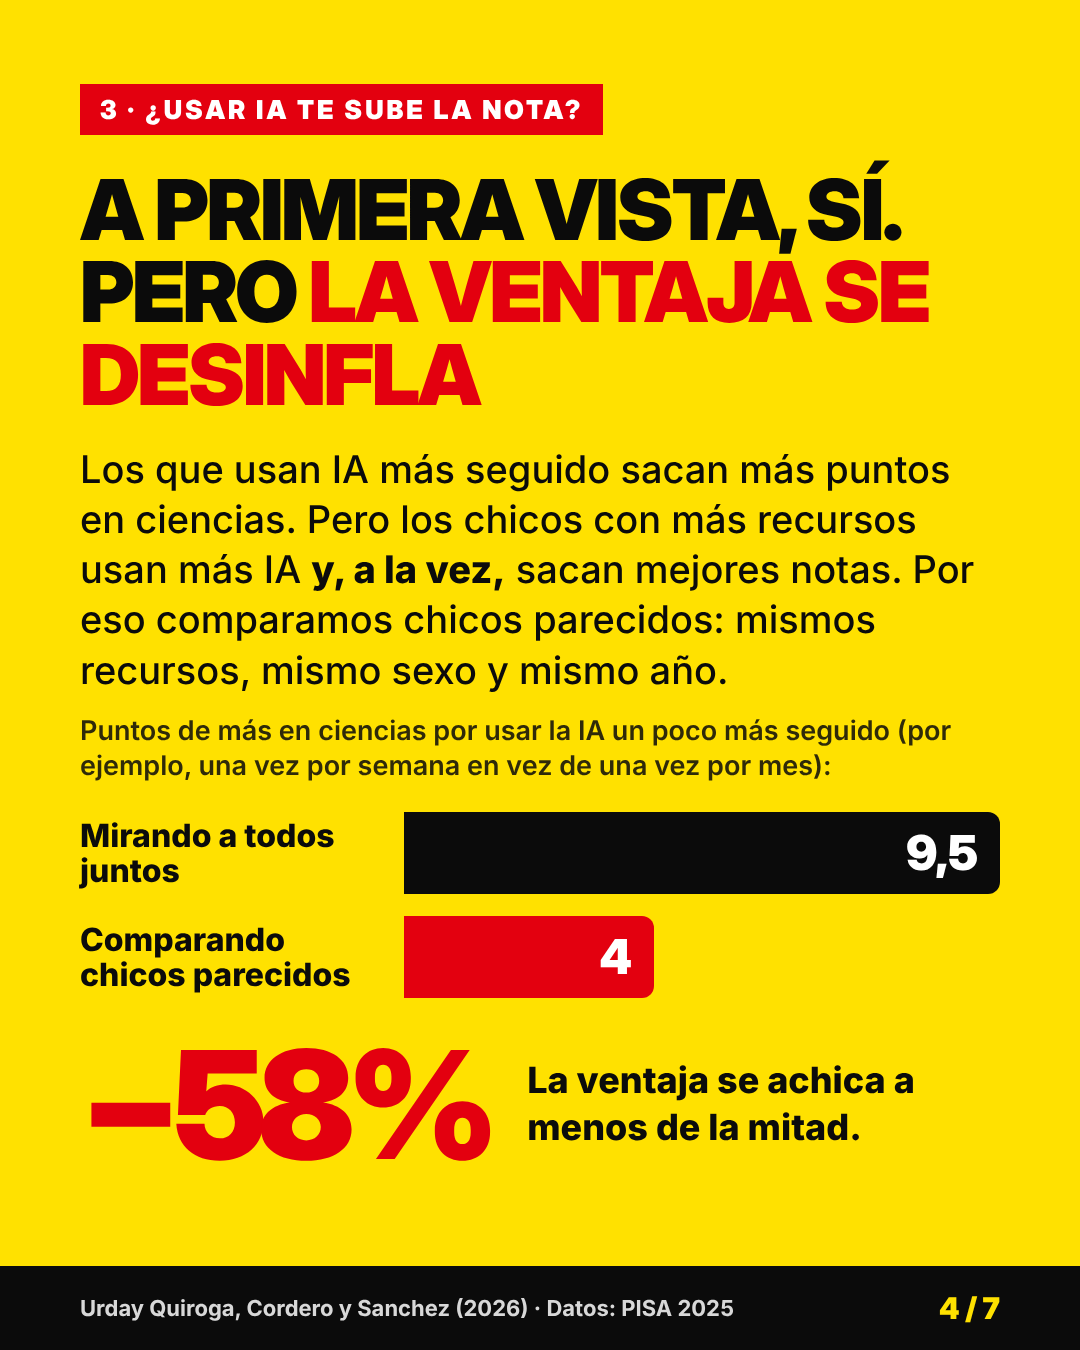 3 · ¿USAR IA TE SUBE LA NOTA?
A PRIMERA VISTA, SÍ.
PERO LA VENTAJA SE
DESINFLA
Los que usan IA más seguido sacan más puntos
en ciencias. Pero los chicos con más recursos
usan más IA y, a la vez, sacan mejores notas. Por
eso comparamos chicos parecidos: mismos
recursos, mismo sexo y mismo año.
Puntos de más en ciencias por usar la IA un poco más seguido (por
ejemplo, una vez por semana en vez de una vez por mes):
Mirando a todos
juntos
9,5
Comparando
chicos parecidos
4
–58%
La ventaja se achica a
menos de la mitad.
Urday Quiroga, Cordero y Sanchez (2026) · Datos: PISA 2025
4 / 7